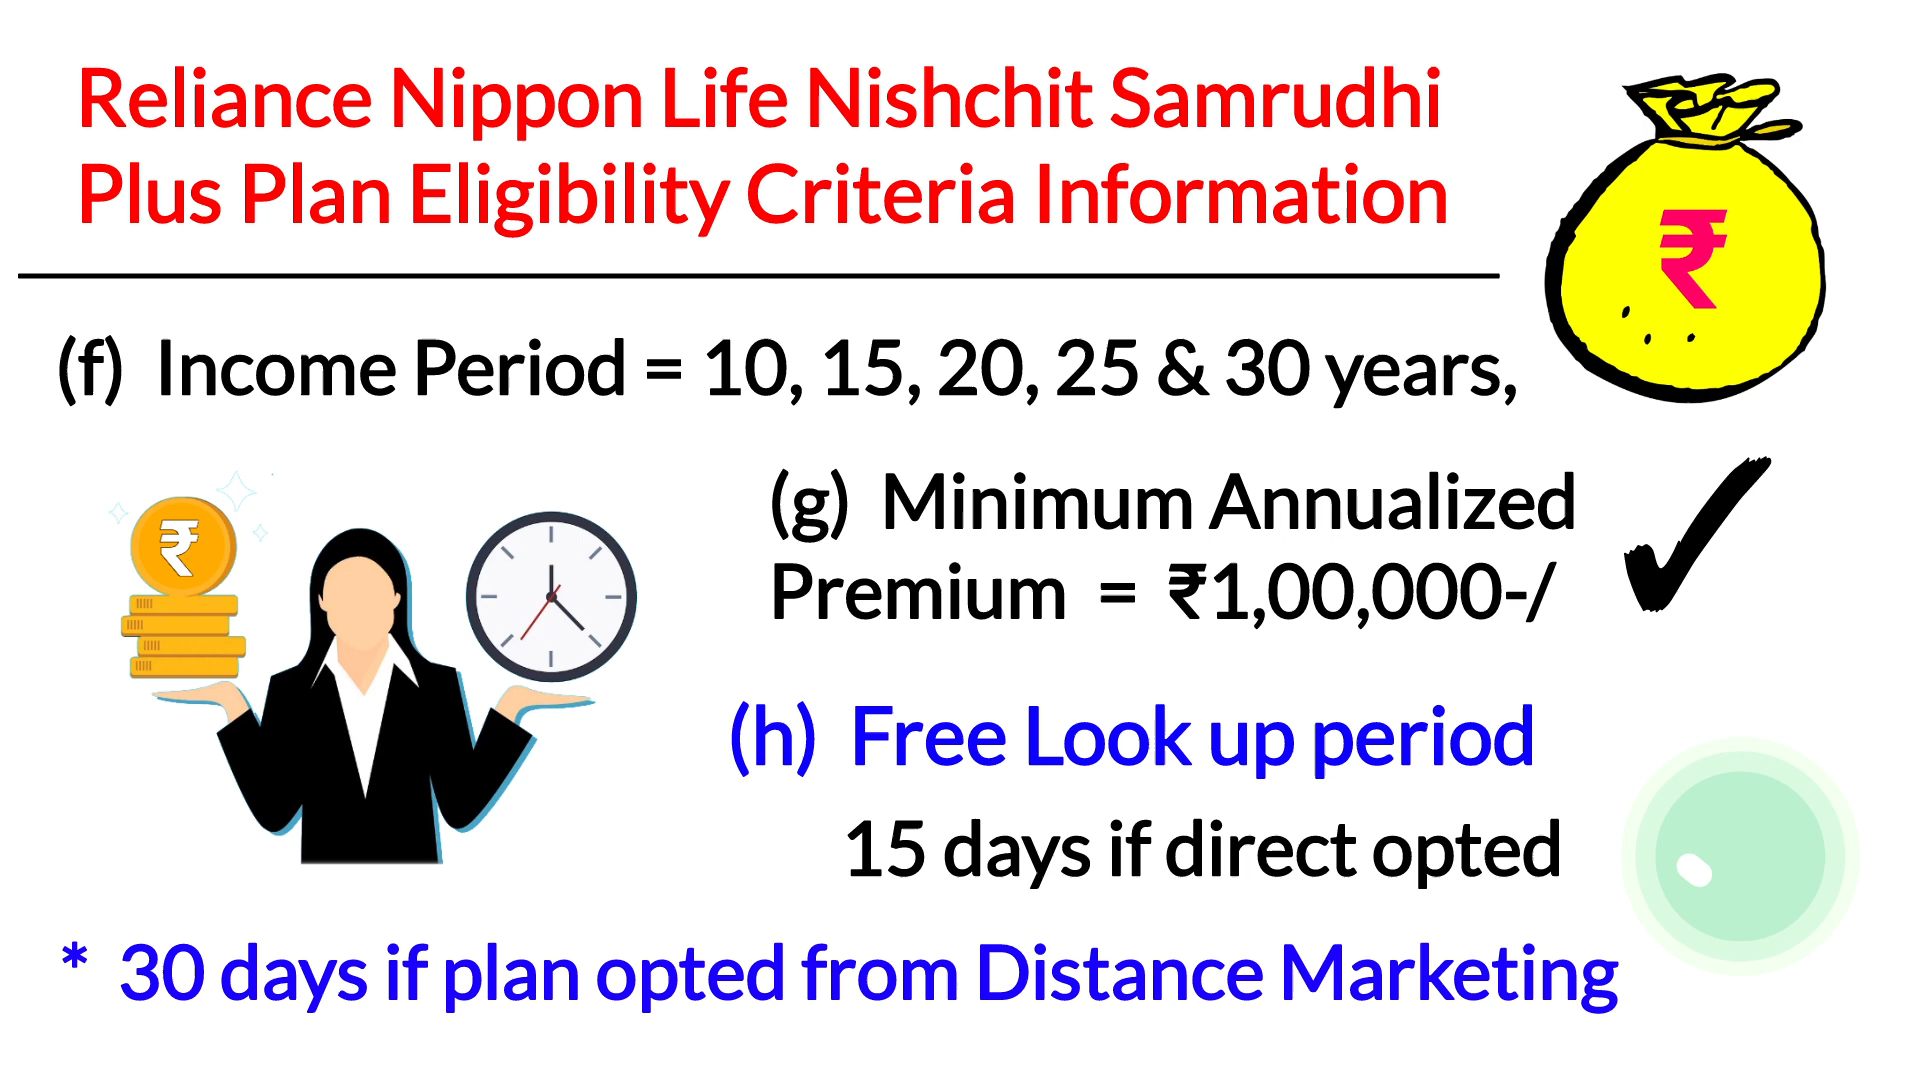 Reliance Nippon Life Nishchit Samrudhi
Plus Plan Eligibility Criteria Information
₹
(f) Income Period = 10, 15, 20, 25 & 30 years,
₹
(g) Minimum Annualized
Premium = ₹1,00,000-/
(h) Free Look up period
15 days if direct opted
* 30 days if plan opted from Distance Marketing